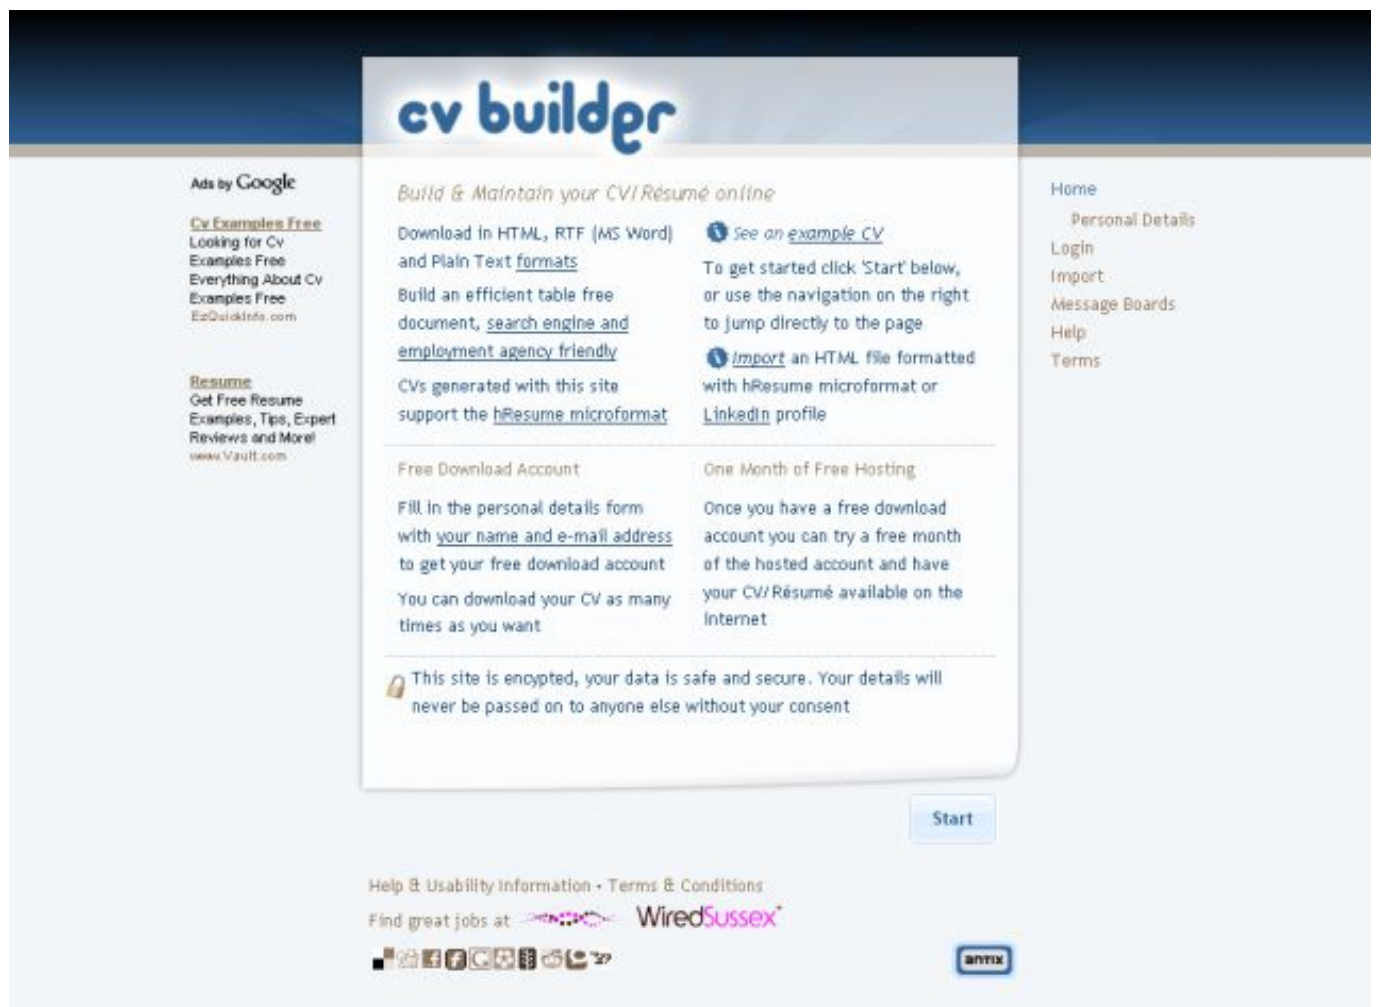 cv builder
Ads by Google
Cv Examples Free
Looking for Cv
Examples Free
Everything About Cv
Examples Free
EzQuickInfo.com
Resume
Get Free Resume
Examples, Tips, Expert
Reviews and More!
www.Vault.com
Build & Maintain your CV/Résumé online
Download in HTML, RTF (MS Word)
and Plain Text formats
Build an efficient table free
document, search engine and
employment agency friendly
CVs generated with this site
support the hResume microformat
See an example CV
To get started click 'Start' below,
or use the navigation on the right
to jump directly to the page
Import an HTML file formatted
with hResume microformat or
LinkedIn profile
Free Download Account
Fill in the personal details form
with your name and e-mail address
to get your free download account
You can download your CV as many
times as you want
One Month of Free Hosting
Once you have a free download
account you can try a free month
of the hosted account and have
your CV/Résumé available on the
internet
This site is encypted, your data is safe and secure. Your details will
never be passed on to anyone else without your consent
Home
Personal Details
Login
Import
Message Boards
Help
Terms
Start
Help & Usability Information • Terms & Conditions
Find great jobs at WiredSussex
antix